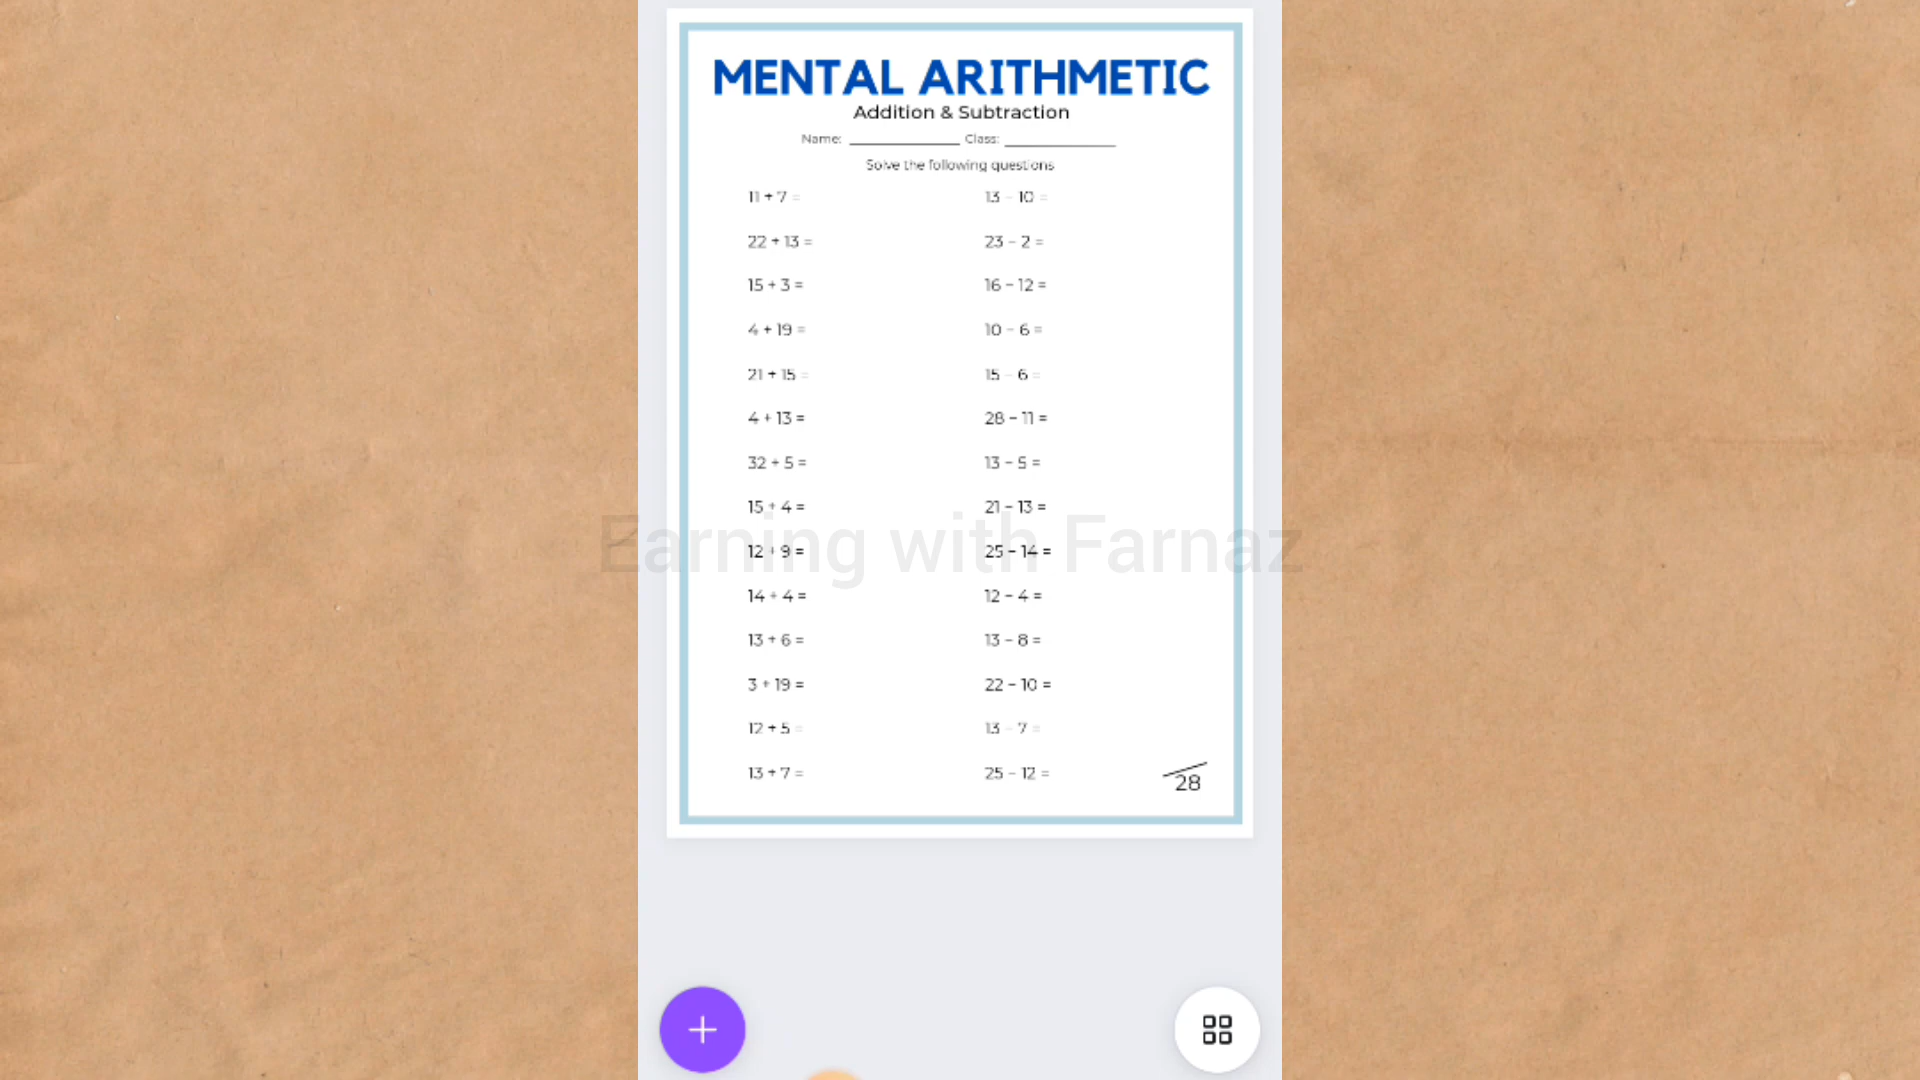 MENTAL ARITHMETIC
Addition & Subtraction
Name: ____________ Class: ____________
Solve the following questions
11 + 7 =
13 - 10 =
22 + 13 =
23 - 2 =
15 + 3 =
16 - 12 =
4 + 19 =
10 - 6 =
21 + 15 =
15 - 6 =
4 + 13 =
28 - 11 =
32 + 5 =
13 - 5 =
15 + 4 =
21 - 13 =
Earning with Farnaz
12 + 9 =
25 - 14 =
14 + 4 =
12 - 4 =
13 + 6 =
13 - 8 =
3 + 19 =
22 - 10 =
12 + 5 =
13 - 7 =
13 + 7 =
25 - 12 =
28